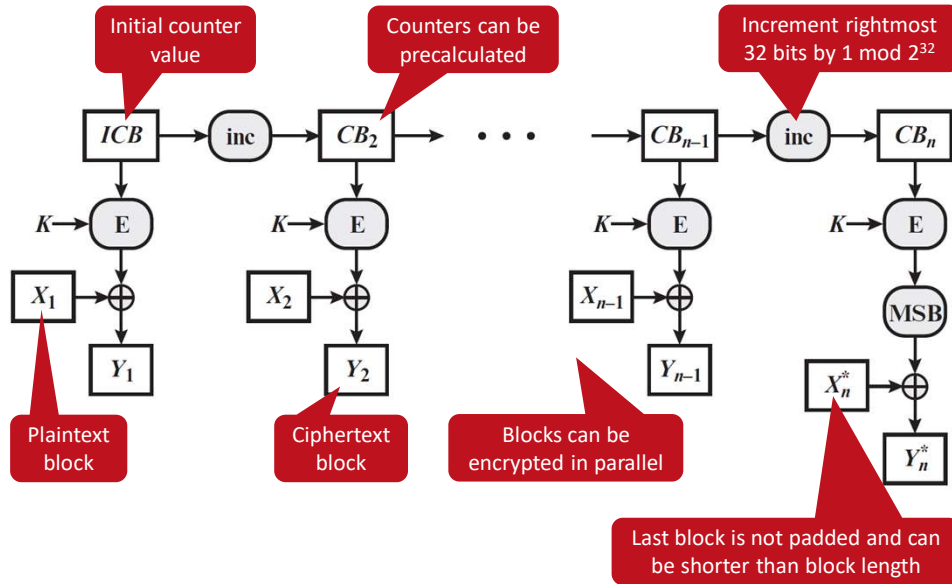 Initial counter
value
Counters can be
precalculated
Increment rightmost
32 bits by 1 mod 2³²
ICB
inc
CB₂
• • •
CBₙ₋₁
inc
CBₙ
K
E
K
E
K
E
K
E
MSB
X₁
X₂
Xₙ₋₁
Xₙ*
Y₁
Y₂
Yₙ₋₁
Yₙ*
Plaintext
block
Ciphertext
block
Blocks can be
encrypted in parallel
Last block is not padded and can
be shorter than block length